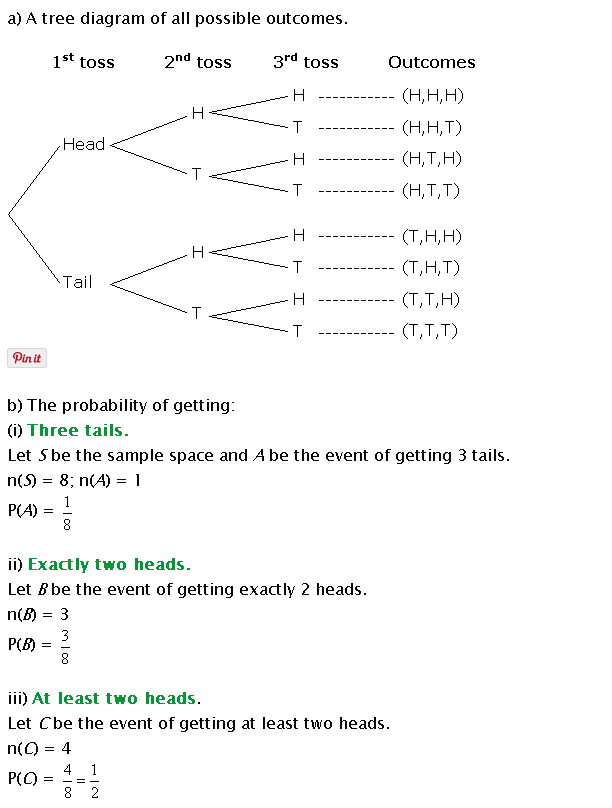 a) A tree diagram of all possible outcomes.
1st toss 2nd toss 3rd toss Outcomes
H ----------- (H,H,H)
H
T ----------- (H,H,T)
Head
H ----------- (H,T,H)
T
T ----------- (H,T,T)
H ----------- (T,H,H)
H
T ----------- (T,H,T)
Tail
H ----------- (T,T,H)
T
T ----------- (T,T,T)
Pin it
b) The probability of getting:
(i) Three tails.
Let S be the sample space and A be the event of getting 3 tails.
n(S) = 8; n(A) = 1
P(A) = 1/8
ii) Exactly two heads.
Let B be the event of getting exactly 2 heads.
n(B) = 3
P(B) = 3/8
iii) At least two heads.
Let C be the event of getting at least two heads.
n(C) = 4
P(C) = 4/8 = 1/2